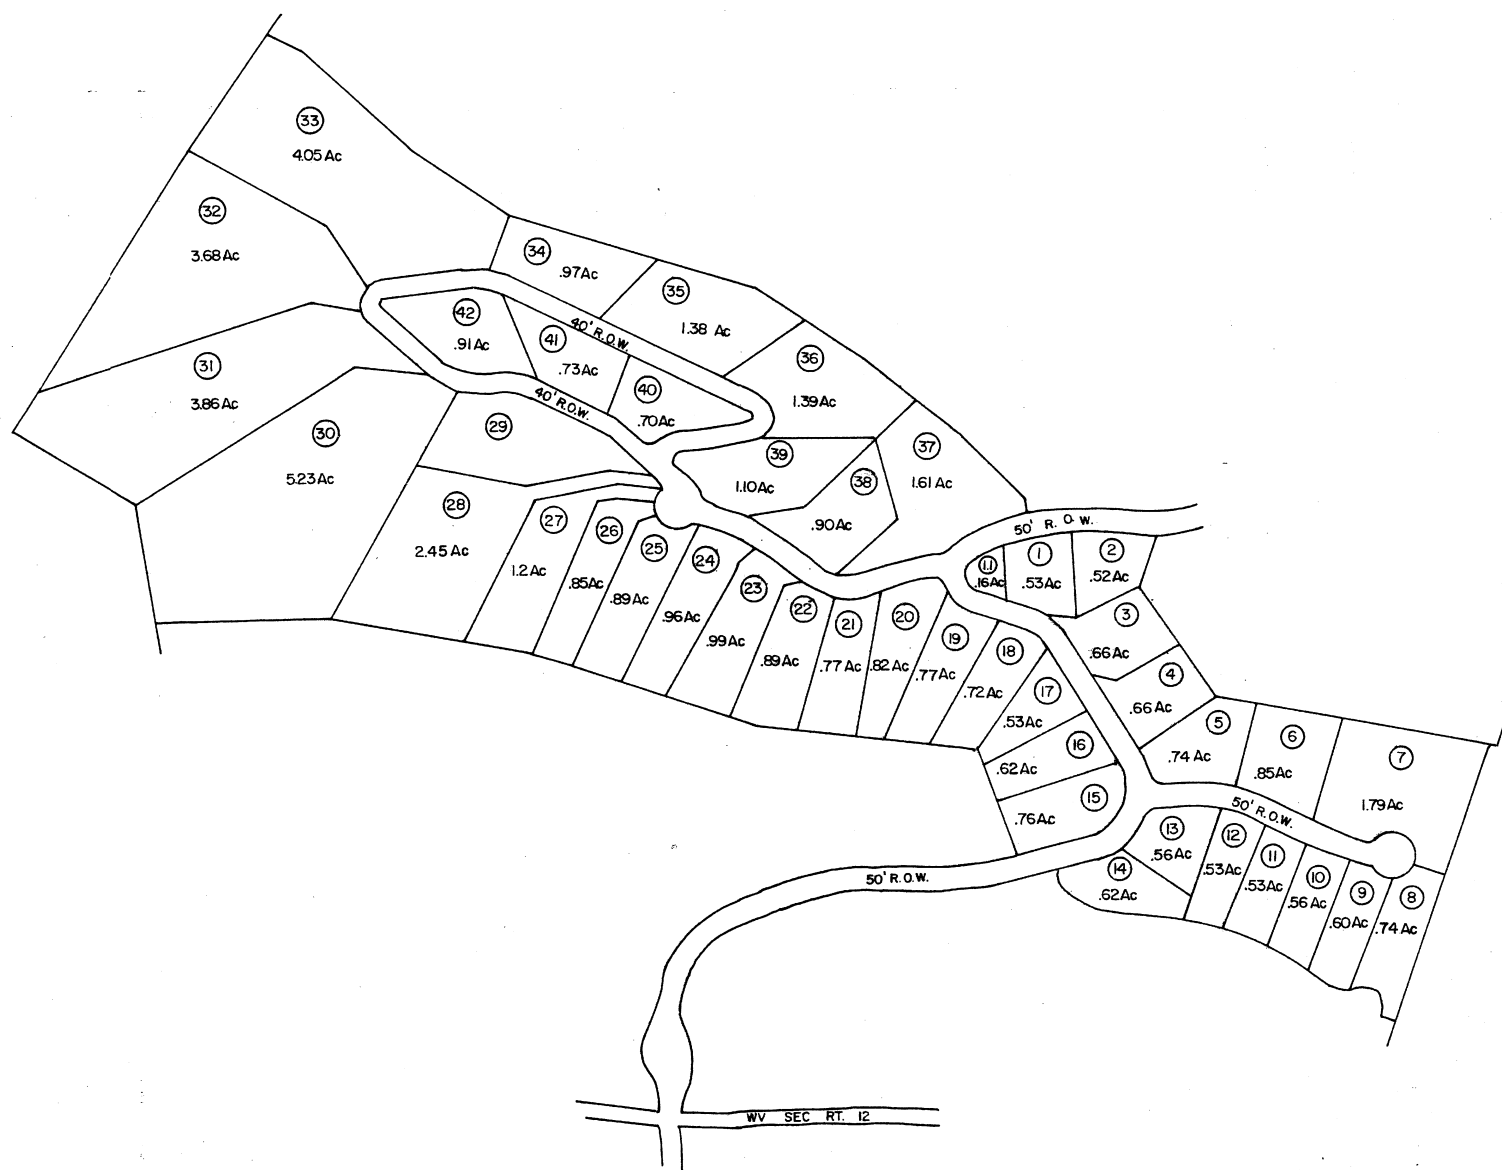 33
4.05 Ac
32
3.68 Ac
34
.97 Ac
35
1.38 Ac
42
.91 Ac
41
.73 Ac
40' R.O.W.
36
1.39 Ac
31
3.86 Ac
40
.70 Ac
40' R.O.W.
30
5.23 Ac
29
39
1.10 Ac
38
.90 Ac
37
1.61 Ac
28
2.45 Ac
27
1.2 Ac
26
.85 Ac
25
.89 Ac
24
.96 Ac
23
.99 Ac
22
.89 Ac
21
.77 Ac
20
.82 Ac
19
.77 Ac
18
.72 Ac
50' R.O.W.
1.1
.16 Ac
1
.53 Ac
2
.52 Ac
3
.66 Ac
4
.66 Ac
17
.53 Ac
16
.62 Ac
15
.76 Ac
5
.74 Ac
6
.85 Ac
7
1.79 Ac
50' R.O.W.
13
.56 Ac
12
.53 Ac
11
.53 Ac
10
.56 Ac
9
.60 Ac
8
.74 Ac
14
.62 Ac
50' R.O.W.
WV SEC RT. 12